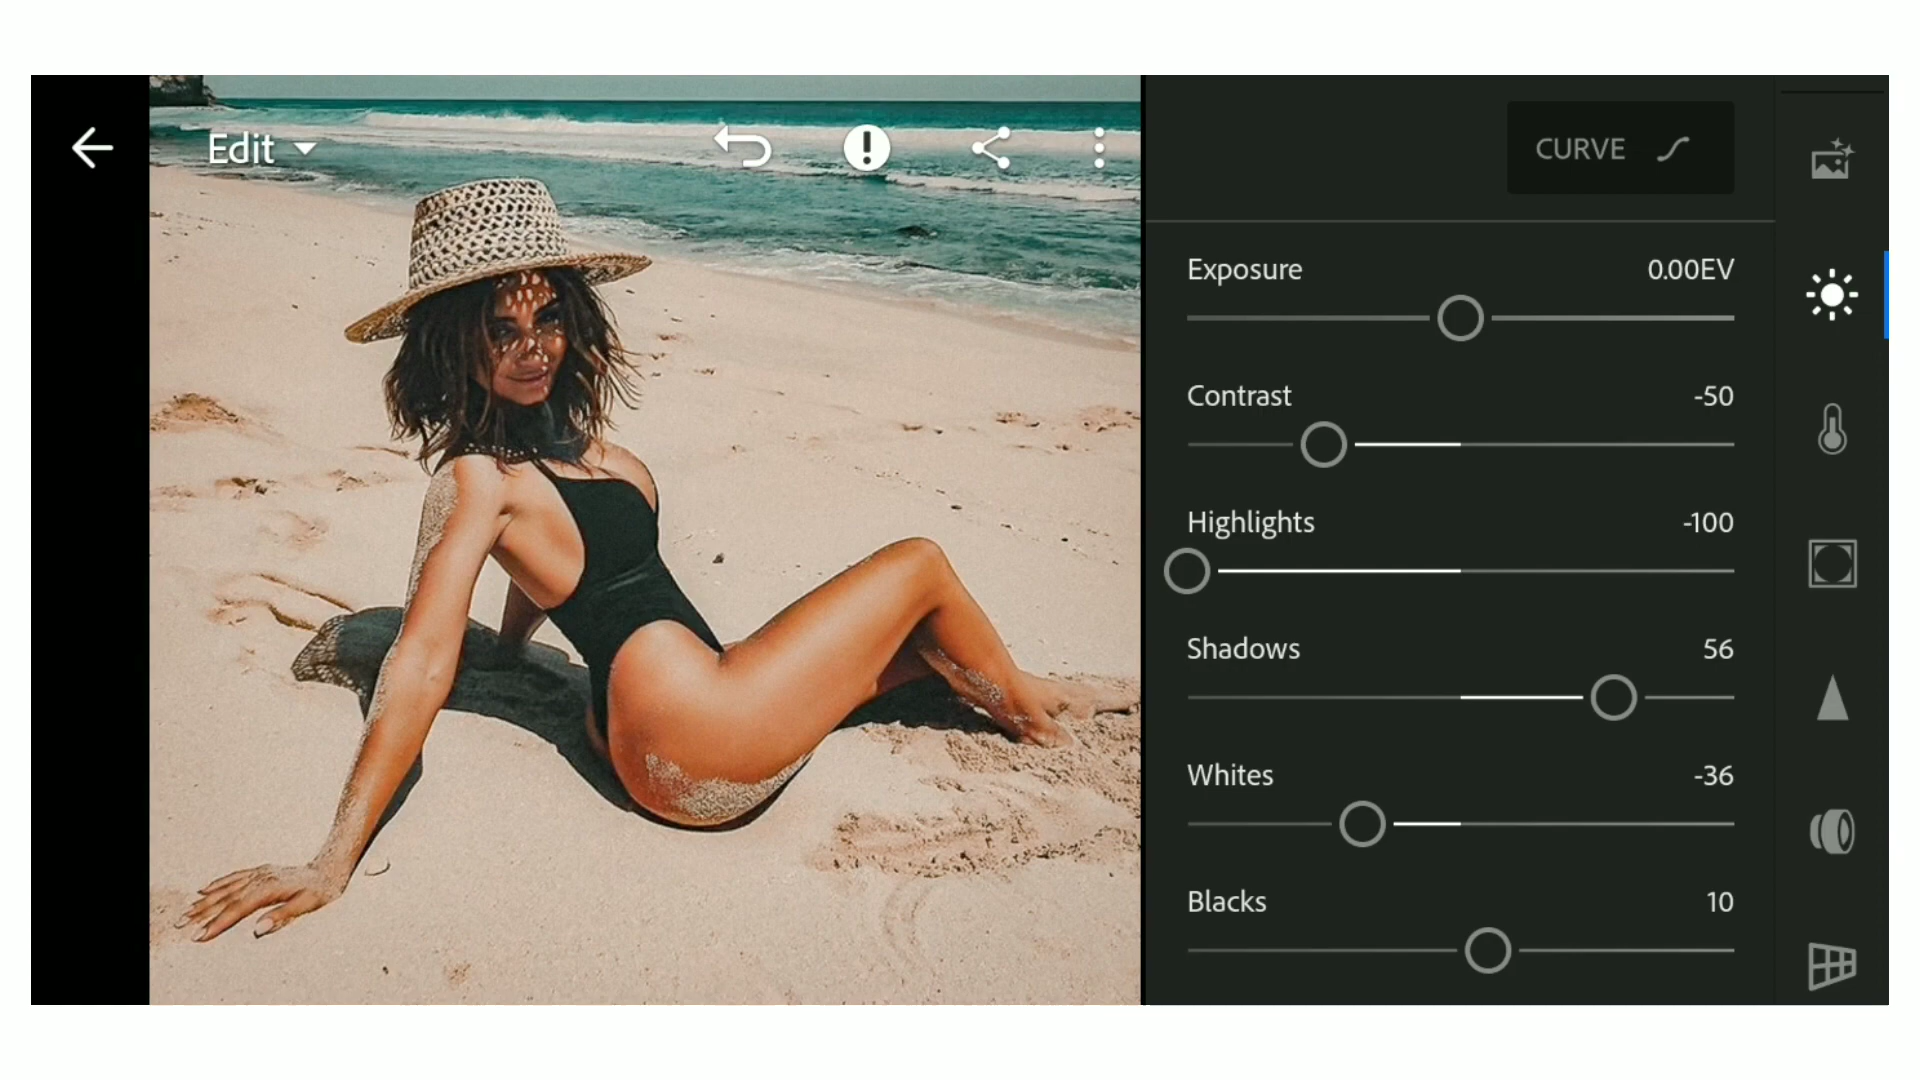 Edit
CURVE
Exposure 0.00EV
Contrast -50
Highlights -100
Shadows 56
Whites -36
Blacks 10